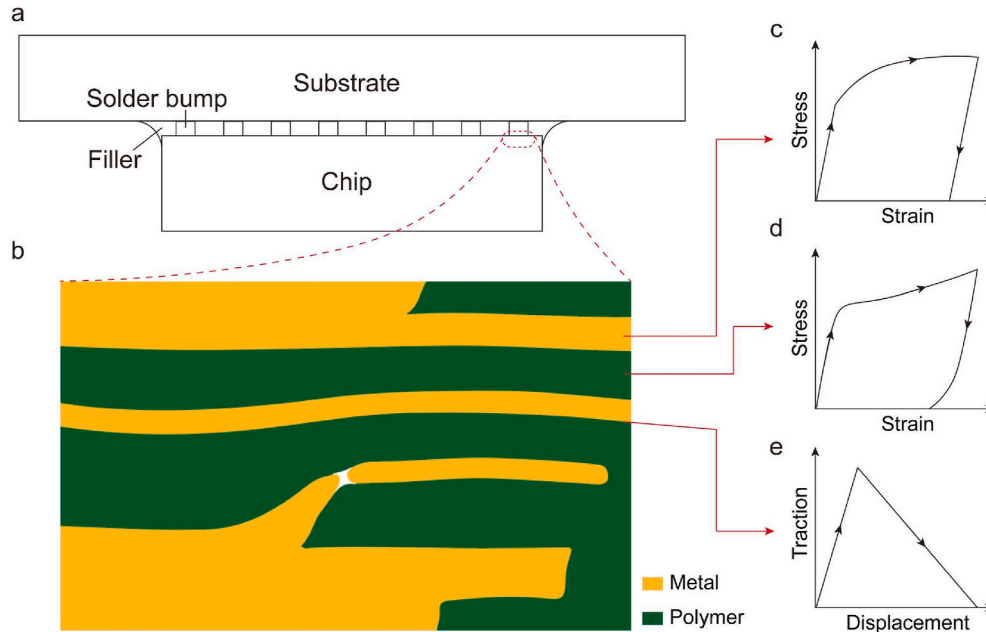 a
Substrate
Solder bump
Filler
Chip
b
Metal
Polymer
c
Stress
Strain
d
Stress
Strain
e
Traction
Displacement